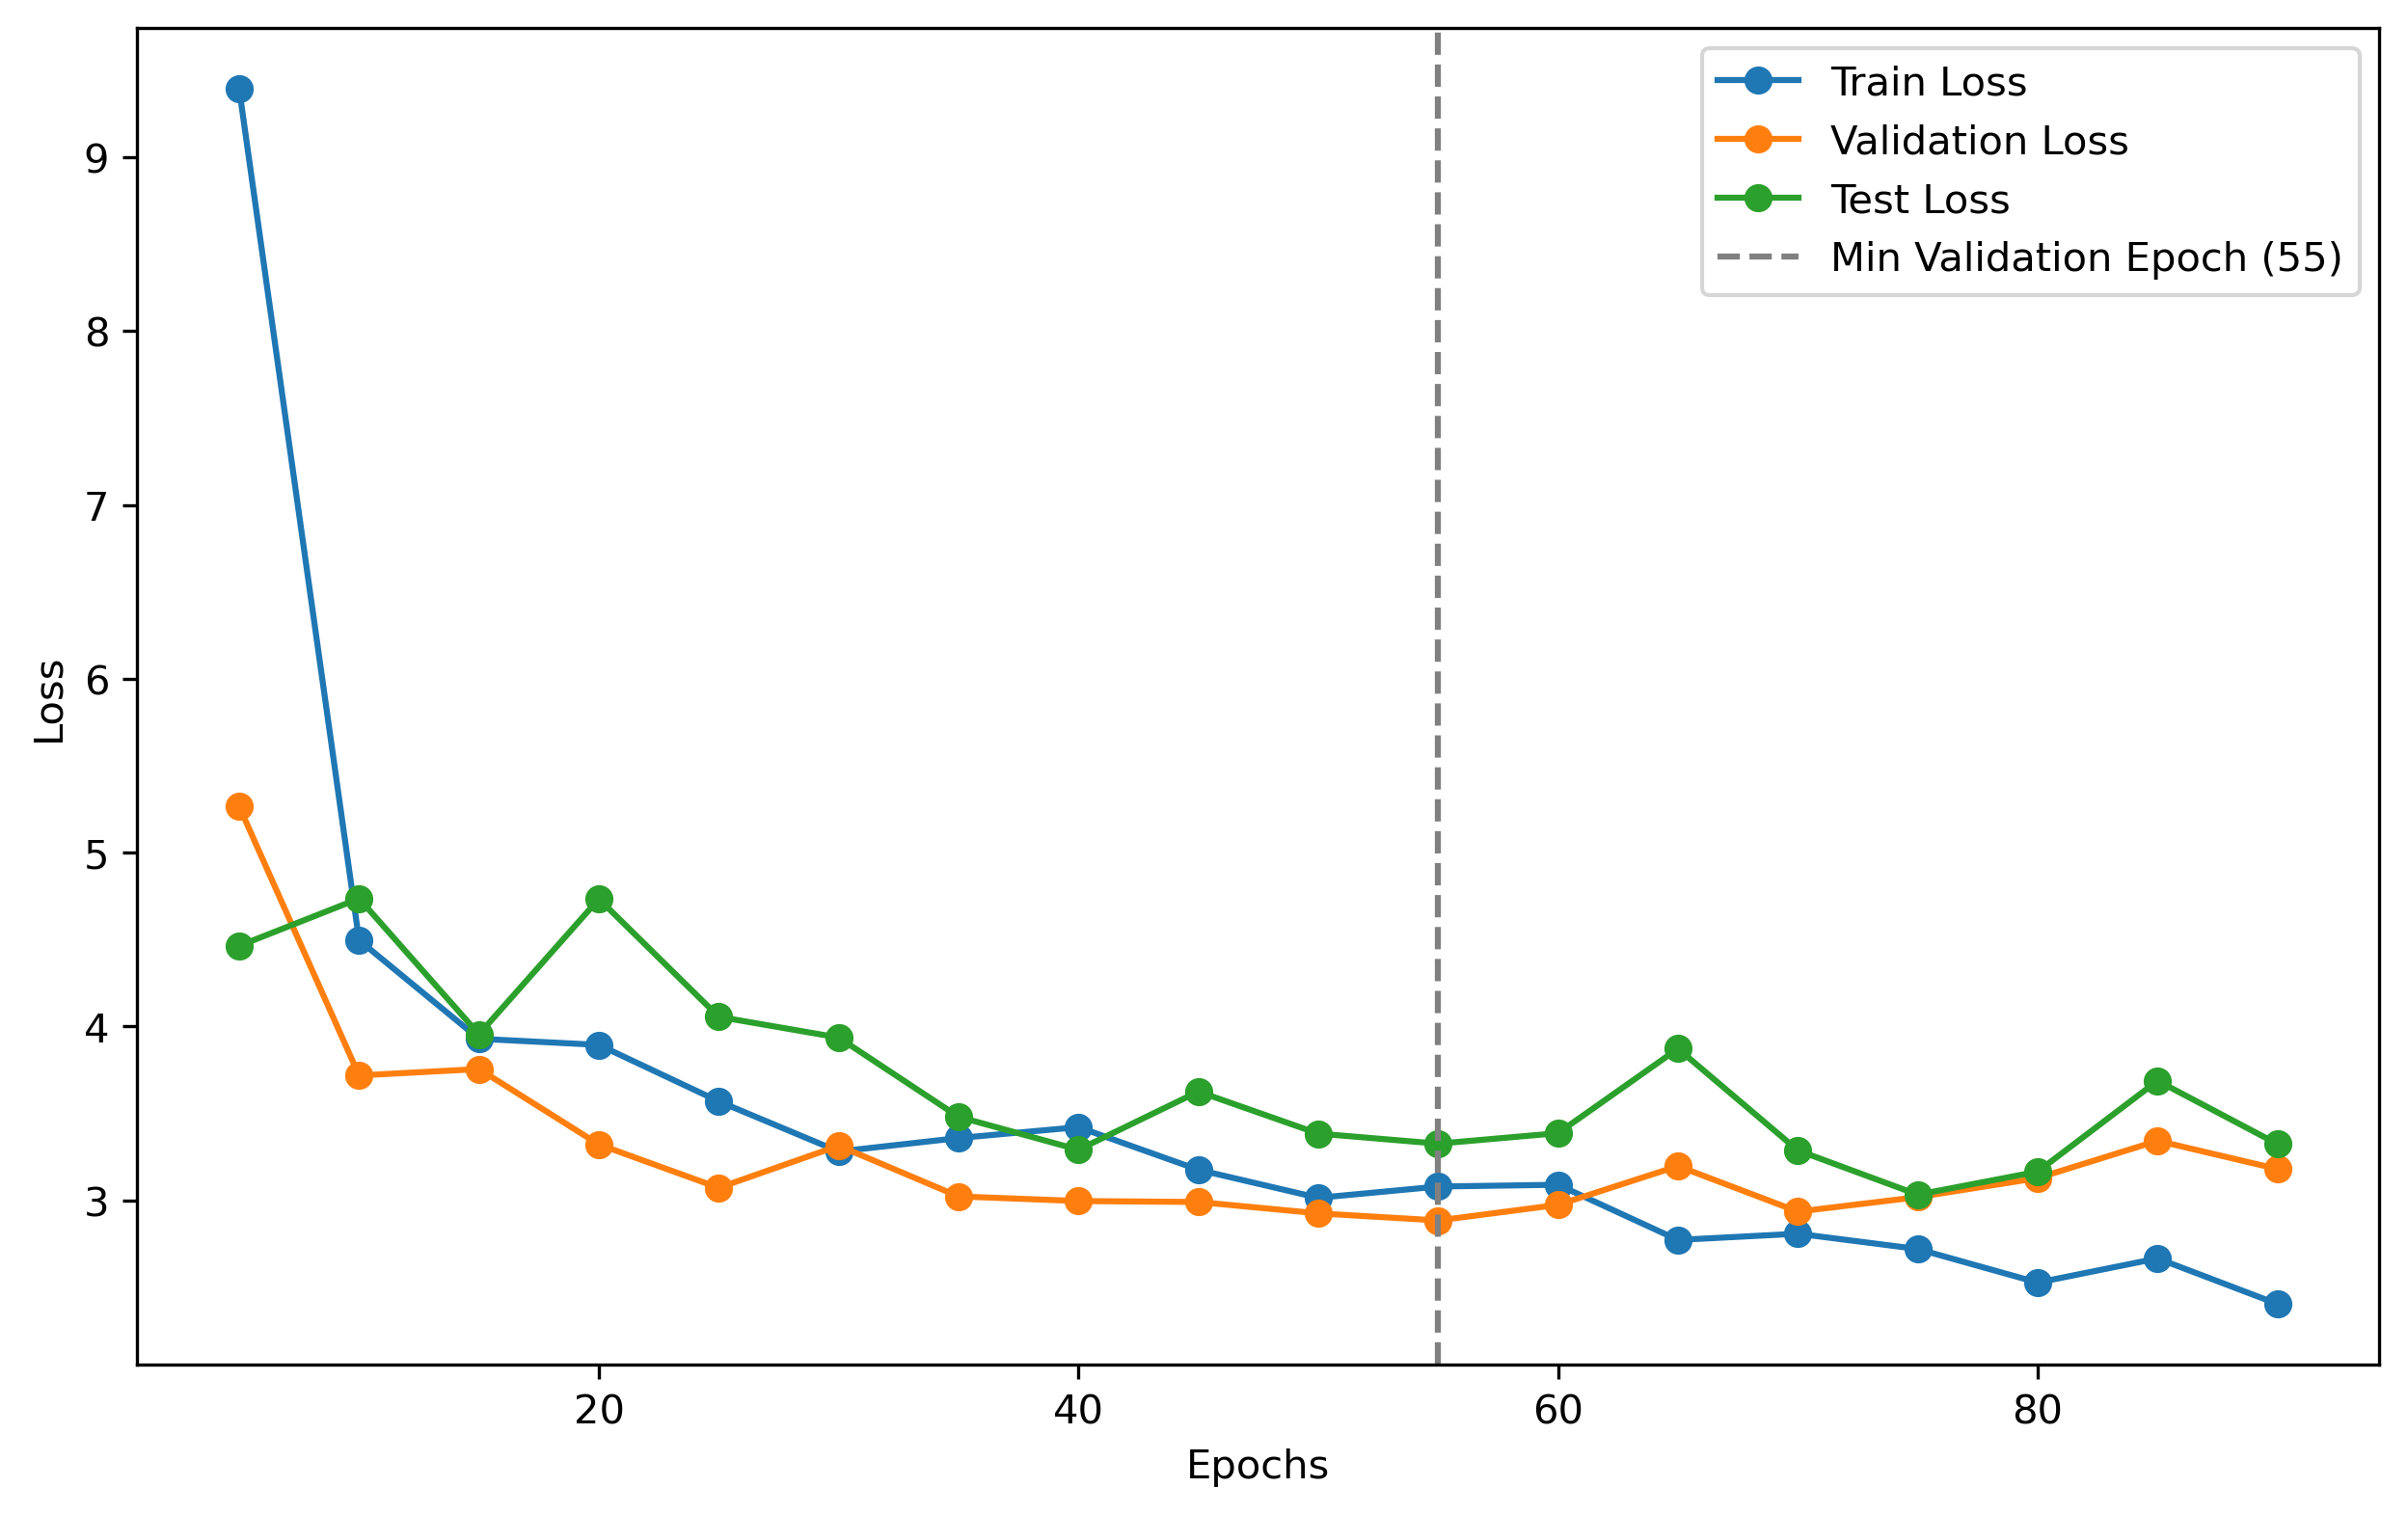 Train Loss
Validation Loss
Test Loss
Min Validation Epoch (55)
9
8
7
6
5
4
3
Loss
20 40 60 80
Epochs